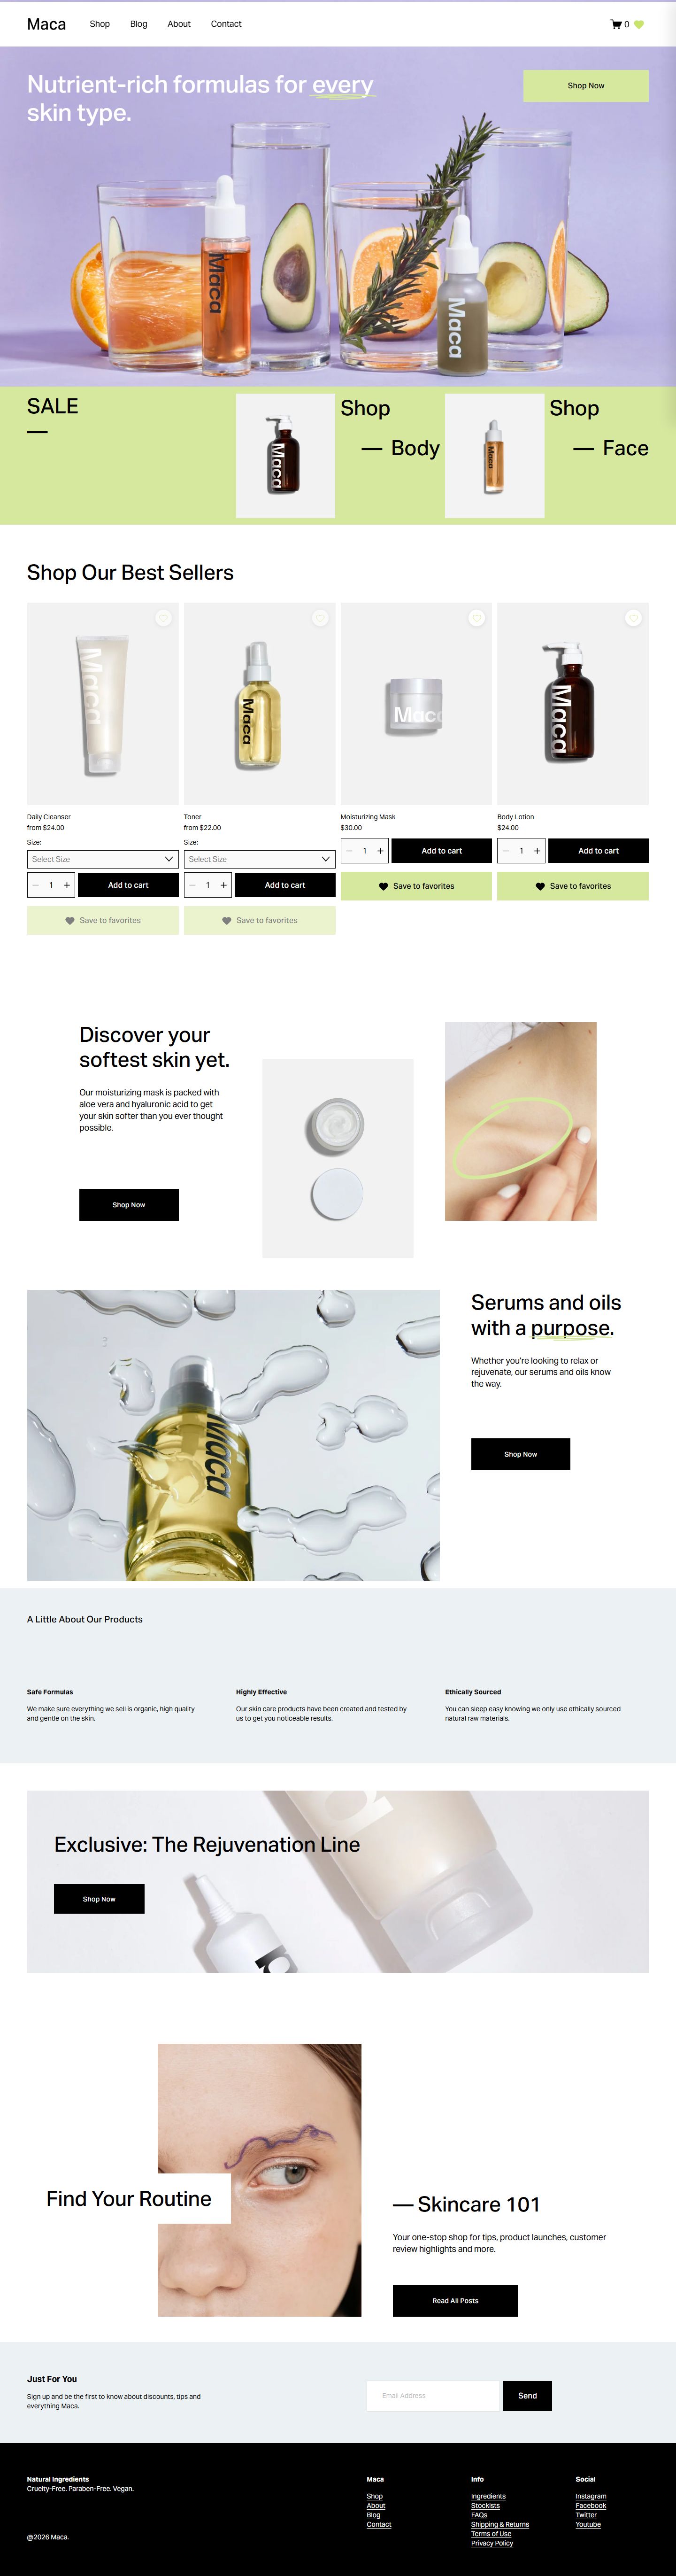 Maca
Shop
Blog
About
Contact
0
Nutrient-rich formulas for every
skin type.
Shop Now
Maca
Maca
SALE
—
Maca
Shop
— Body
Maca
Shop
— Face
Shop Our Best Sellers
Maca
Maca
Maca
Maca
Daily Cleanser
from $24.00
Size:
Select Size
— 1 +
Add to cart
Save to favorites
Toner
from $22.00
Size:
Select Size
— 1 +
Add to cart
Save to favorites
Moisturizing Mask
$30.00
— 1 +
Add to cart
Save to favorites
Body Lotion
$24.00
— 1 +
Add to cart
Save to favorites
Discover your
softest skin yet.
Our moisturizing mask is packed with
aloe vera and hyaluronic acid to get
your skin softer than you ever thought
possible.
Shop Now
Maca
Serums and oils
with a purpose.
Whether you're looking to relax or
rejuvenate, our serums and oils know
the way.
Shop Now
A Little About Our Products
Safe Formulas
We make sure everything we sell is organic, high quality
and gentle on the skin.
Highly Effective
Our skin care products have been created and tested by
us to get you noticeable results.
Ethically Sourced
You can sleep easy knowing we only use ethically sourced
natural raw materials.
Exclusive: The Rejuvenation Line
Shop Now
Find Your Routine
— Skincare 101
Your one-stop shop for tips, product launches, customer
review highlights and more.
Read All Posts
Just For You
Sign up and be the first to know about discounts, tips and
everything Maca.
Email Address
Send
Natural Ingredients
Cruelty-Free. Paraben-Free. Vegan.
@2026 Maca.
Maca
Shop
About
Blog
Contact
Info
Ingredients
Stockists
FAQs
Shipping & Returns
Terms of Use
Privacy Policy
Social
Instagram
Facebook
Twitter
Youtube